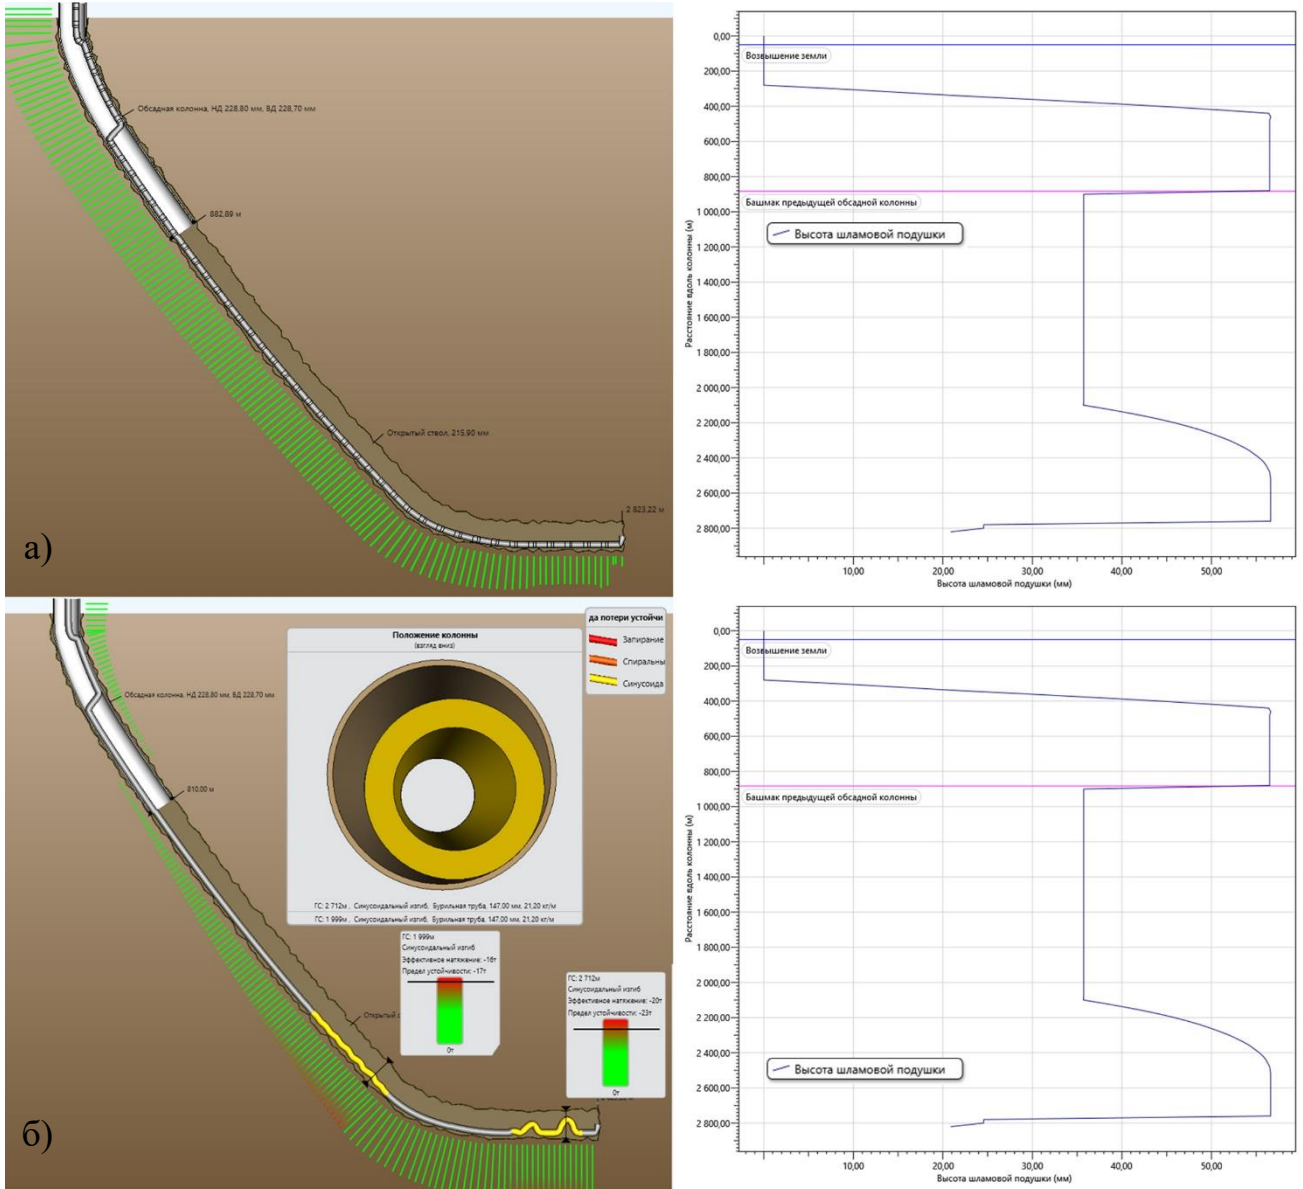 Обсадная колонна, НД 228,80 мм, ВД 228,70 мм
882,89 м
Открытый ствол, 215,90 мм
2 823,22 м
а)
0,00
200,00
400,00
600,00
800,00
1 000,00
1 200,00
1 400,00
1 600,00
1 800,00
2 000,00
2 200,00
2 400,00
2 600,00
2 800,00
Расстояние вдоль колонны (м)
Возвышение земли
Башмак предыдущей обсадной колонны
Высота шламовой подушки
10,00 20,00 30,00 40,00 50,00
Высота шламовой подушки (мм)
Обсадная колонна, НД 228,80 мм, ВД 228,70 мм
810,00 м
Открытый с
б)
Положение колонны
(взгляд вниз)
ГС: 2 712м , Синусоидальный изгиб, Бурильная труба, 147,00 мм, 21,20 кг/м
ГС: 1 999м , Синусоидальный изгиб, Бурильная труба, 147,00 мм, 21,20 кг/м
да потери устойчи
Запирание
Спиральны
Синусоида
ГС: 1 999м
Синусоидальный изгиб
Эффективное натяжение: -16т
Предел устойчивости: -17т
0т
ГС: 2 712м
Синусоидальный изгиб
Эффективное натяжение: -20т
Предел устойчивости: -23т
0т
0,00
200,00
400,00
600,00
800,00
1 000,00
1 200,00
1 400,00
1 600,00
1 800,00
2 000,00
2 200,00
2 400,00
2 600,00
2 800,00
Расстояние вдоль колонны (м)
Возвышение земли
Башмак предыдущей обсадной колонны
Высота шламовой подушки
10,00 20,00 30,00 40,00 50,00
Высота шламовой подушки (мм)